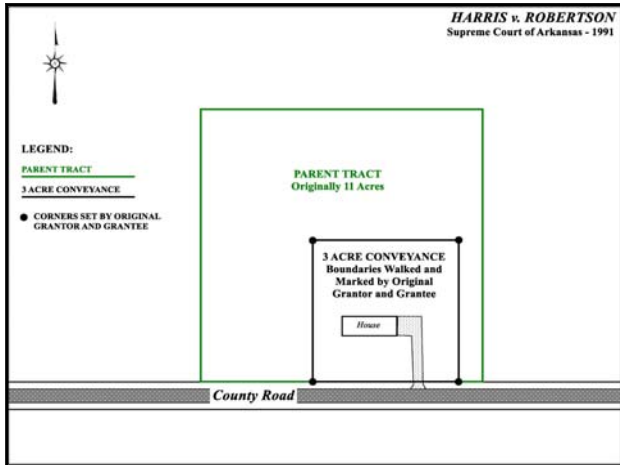 HARRIS v. ROBERTSON
Supreme Court of Arkansas - 1991
LEGEND:
PARENT TRACT
3 ACRE CONVEYANCE
CORNERS SET BY ORIGINAL
GRANTOR AND GRANTEE
PARENT TRACT
Originally 11 Acres
3 ACRE CONVEYANCE
Boundaries Walked and
Marked by Original
Grantor and Grantee
House
County Road